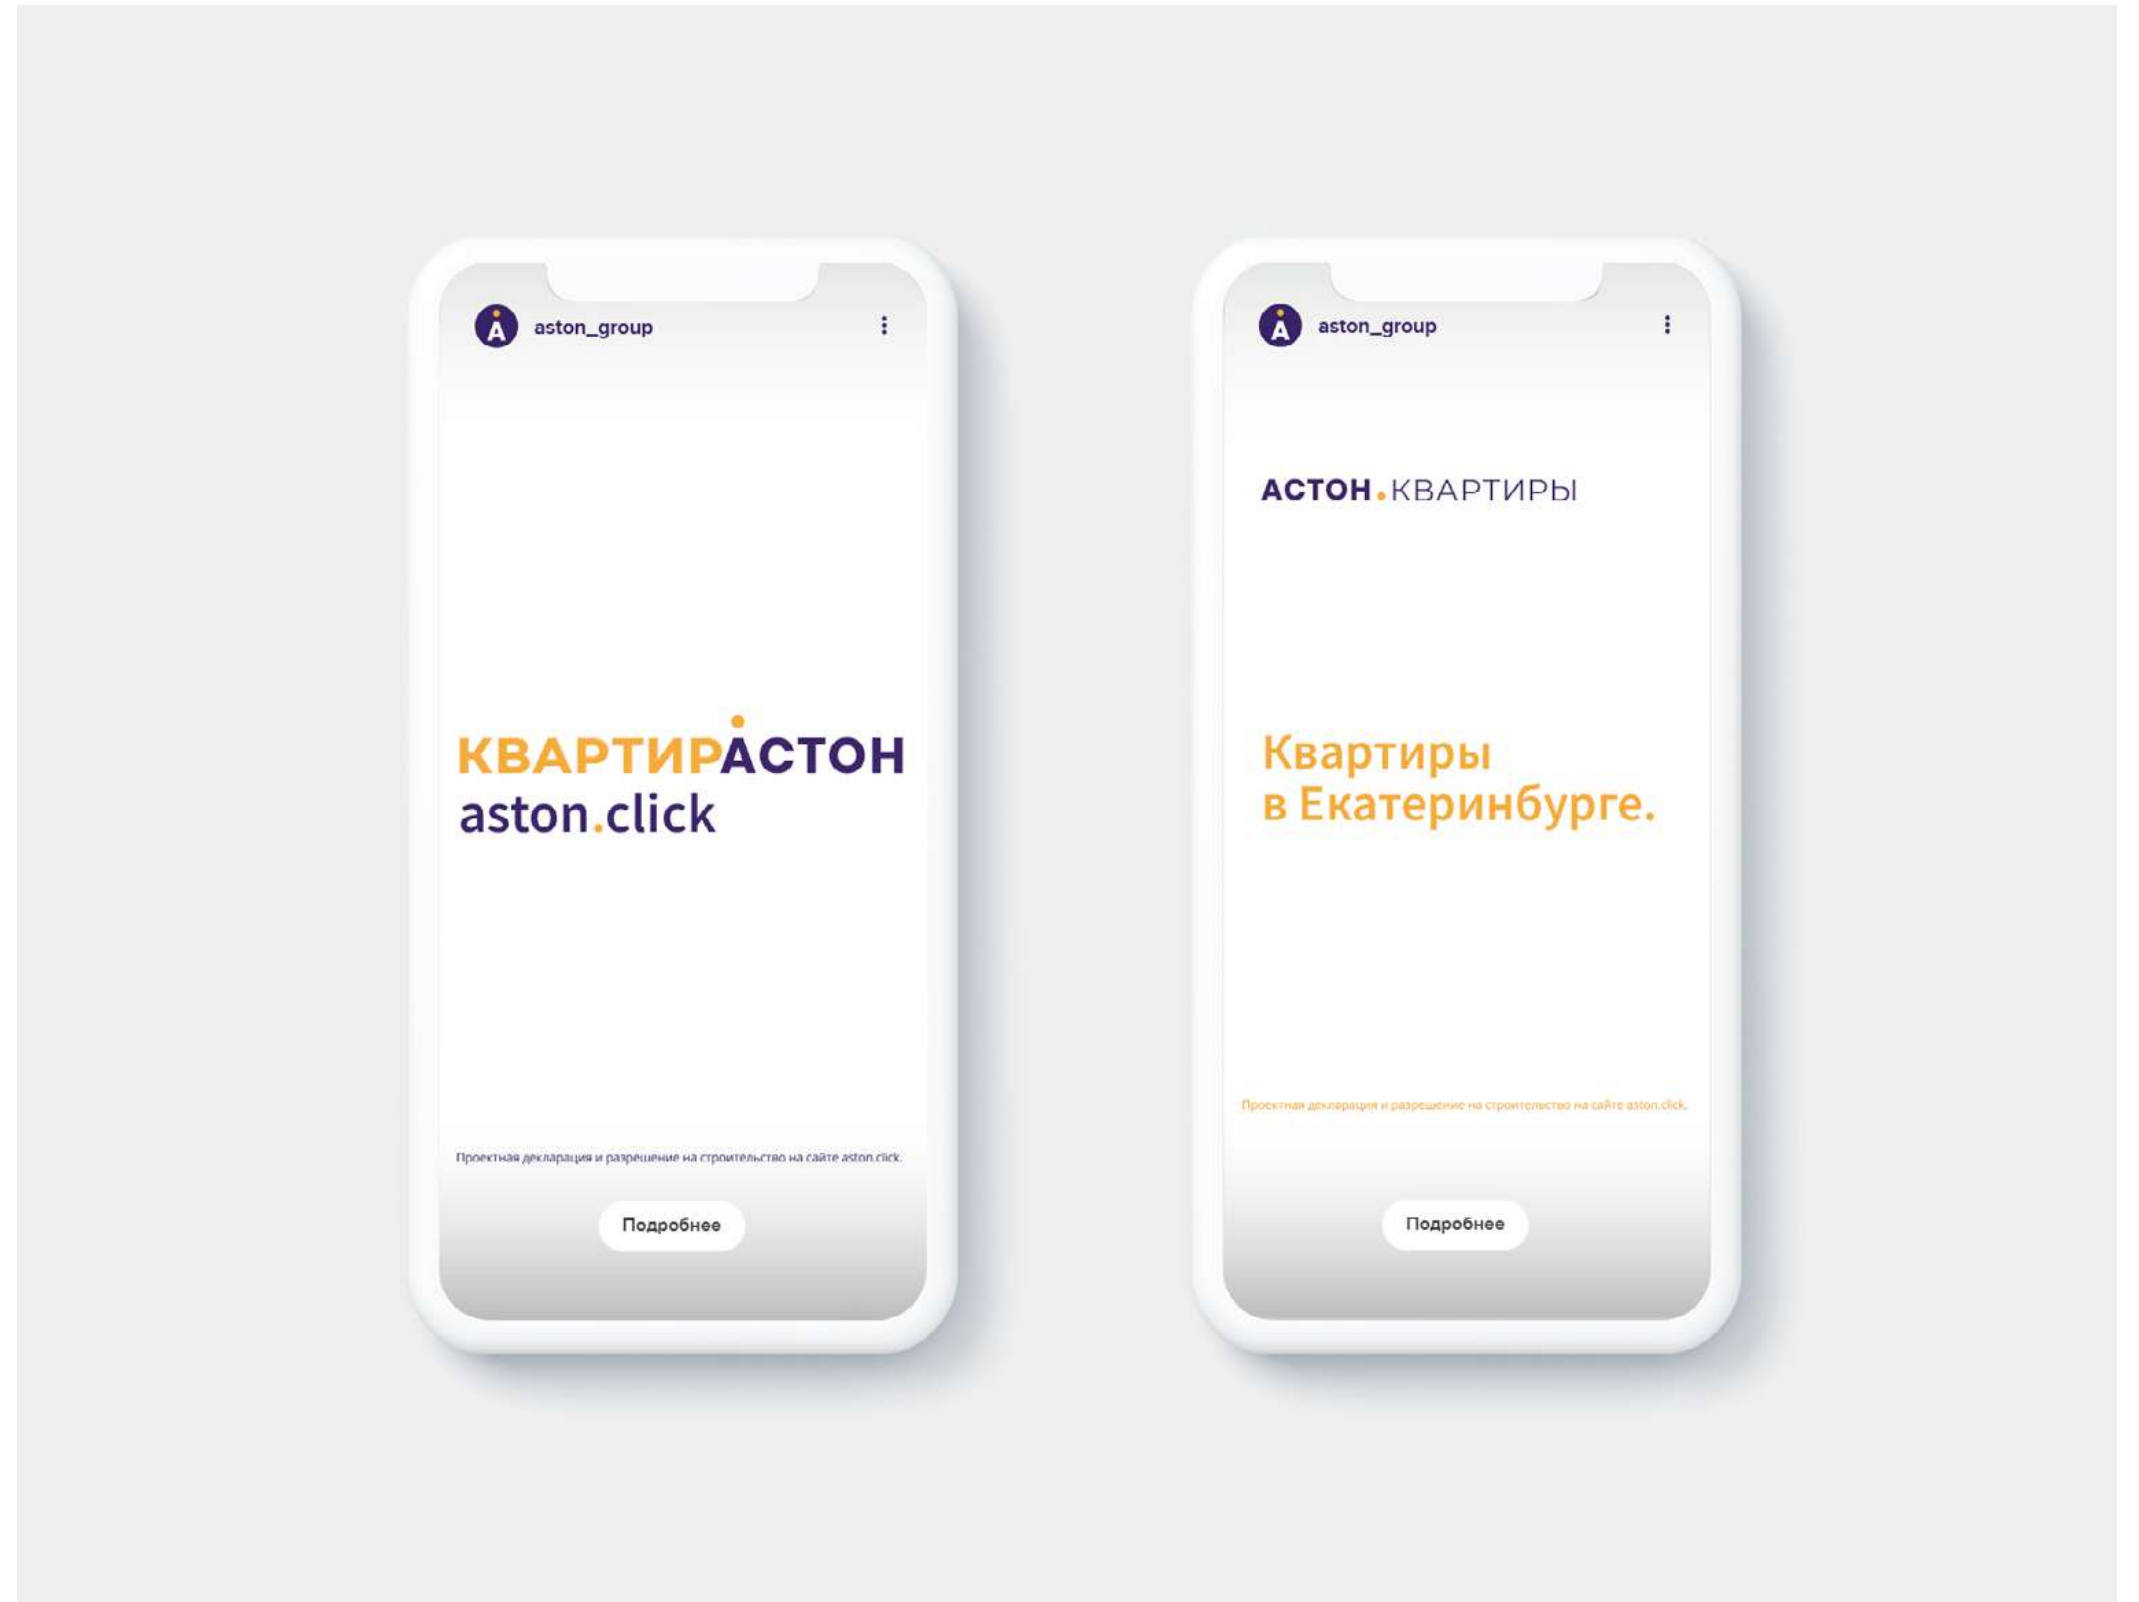 aston_group
КВАРТИРАСТОН
aston.click
Проектная декларация и разрешение на строительство на сайте aston.click.
Подробнее
aston_group
АСТОН.КВАРТИРЫ
Квартиры
в Екатеринбурге.
Проектная декларация и разрешение на строительство на сайте aston.click.
Подробнее